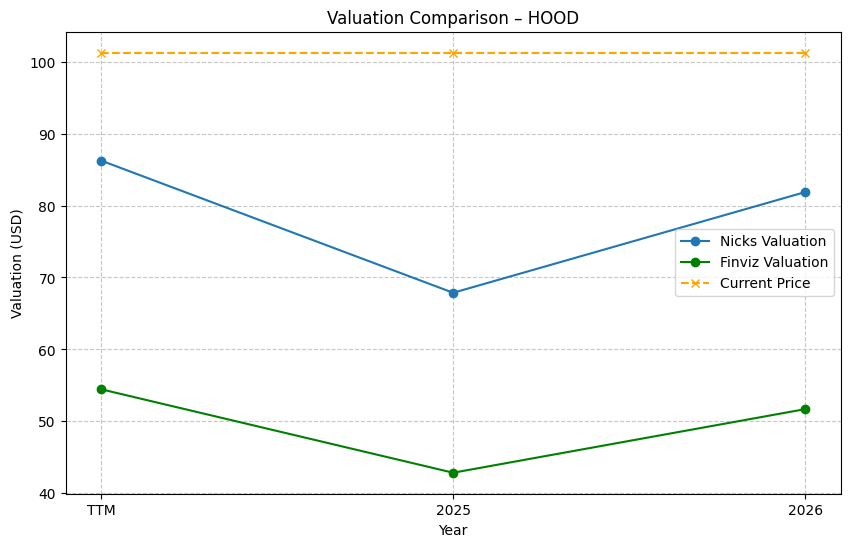 Valuation Comparison – HOOD
Valuation (USD)
100
90
80
70
60
50
40
Nicks Valuation
Finviz Valuation
Current Price
TTM 2025 2026
Year